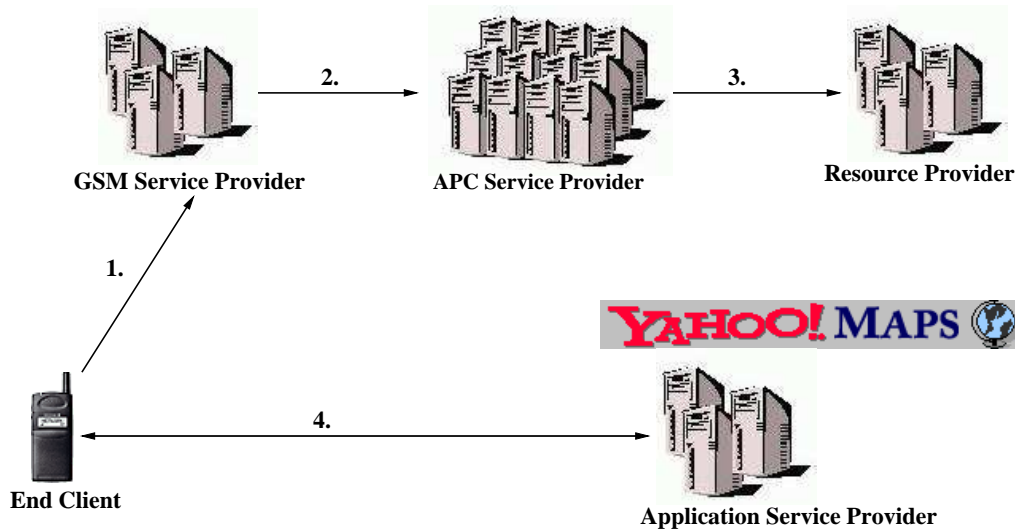 2.
3.
GSM Service Provider
APC Service Provider
Resource Provider
1.
YAHOO! MAPS
4.
End Client
Application Service Provider